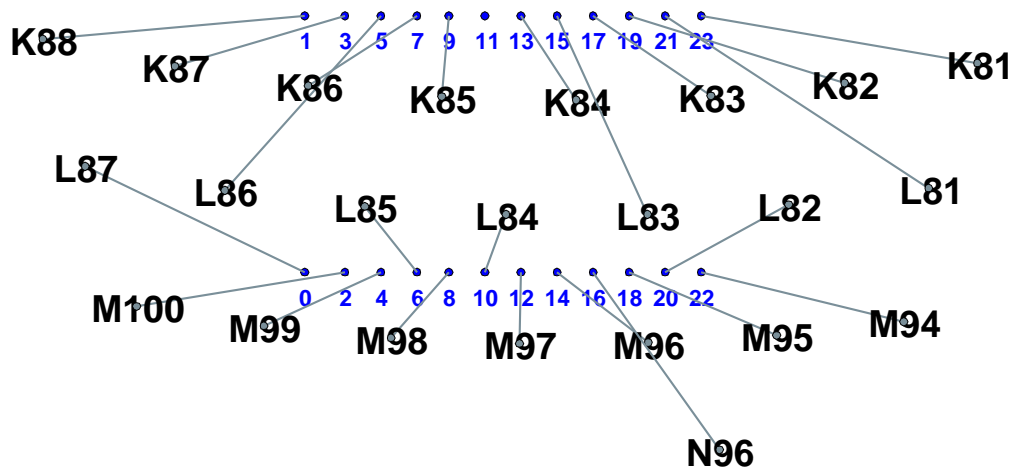 1 3 5 7 9 11 13 15 17 19 21 23
K88 K87 K86 K85 K84 K83 K82 K81
L87 L86 L85 L84 L83 L82 L81
0 2 4 6 8 10 12 14 16 18 20 22
M100 M99 M98 M97 M96 M95 M94
N96